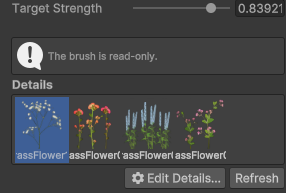 Target Strength 0.83921
The brush is read-only.
Details
assFlower assFlower( assFlower( assFlower(
Edit Details... Refresh